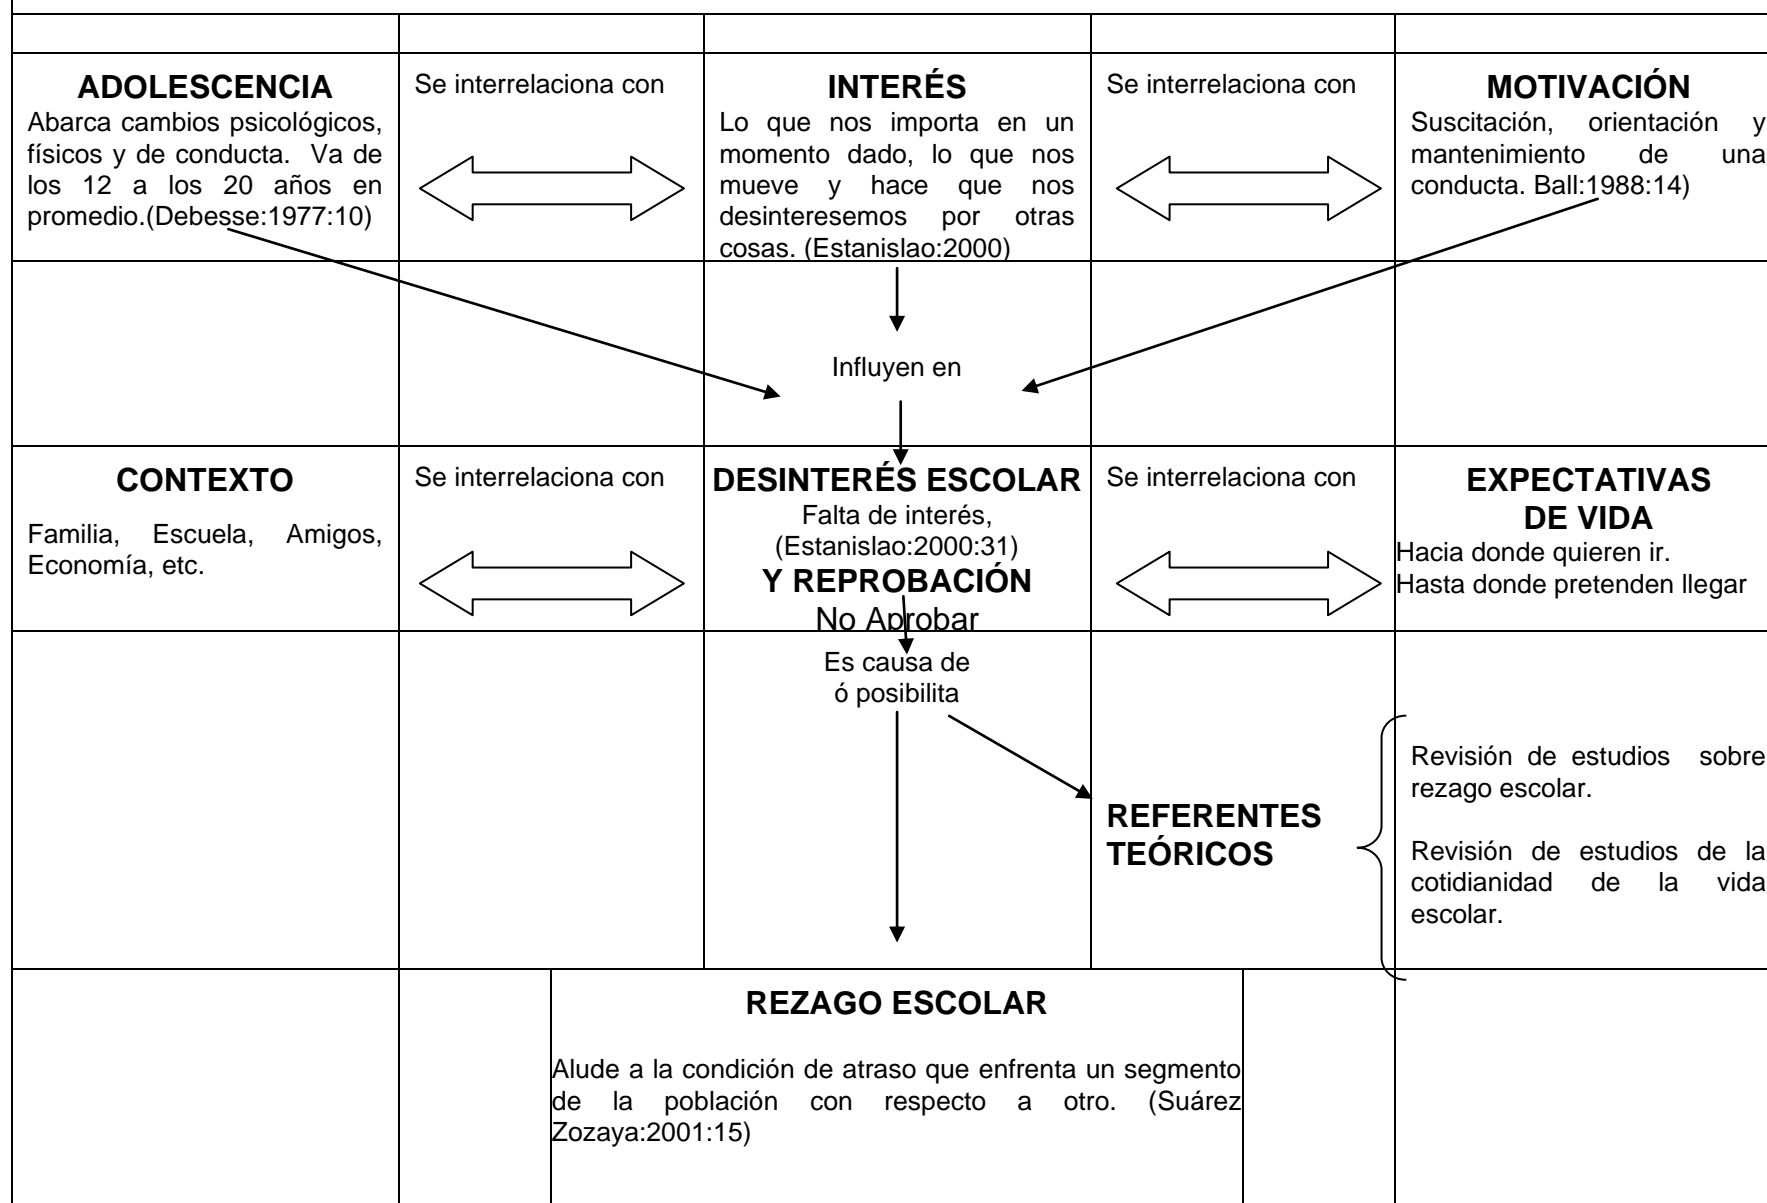 ADOLESCENCIA
Abarca cambios psicológicos,
físicos y de conducta. Va de
los 12 a los 20 años en
promedio.(Debesse:1977:10)
Se interrelaciona con
INTERÉS
Lo que nos importa en un
momento dado, lo que nos
mueve y hace que nos
desinteresemos por otras
cosas. (Estanislao:2000)
Se interrelaciona con
MOTIVACIÓN
Suscitación, orientación y
mantenimiento de una
conducta. Ball:1988:14)
Influyen en
CONTEXTO
Familia, Escuela, Amigos,
Economía, etc.
Se interrelaciona con
DESINTERÉS ESCOLAR
Falta de interés,
(Estanislao:2000:31)
Y REPROBACIÓN
No Aprobar
Se interrelaciona con
EXPECTATIVAS
DE VIDA
Hacia donde quieren ir.
Hasta donde pretenden llegar
Es causa de
ó posibilita
REFERENTES
TEÓRICOS
Revisión de estudios sobre
rezago escolar.
Revisión de estudios de la
cotidianidad de la vida
escolar.
REZAGO ESCOLAR
Alude a la condición de atraso que enfrenta un segmento
de la población con respecto a otro. (Suárez
Zozaya:2001:15)